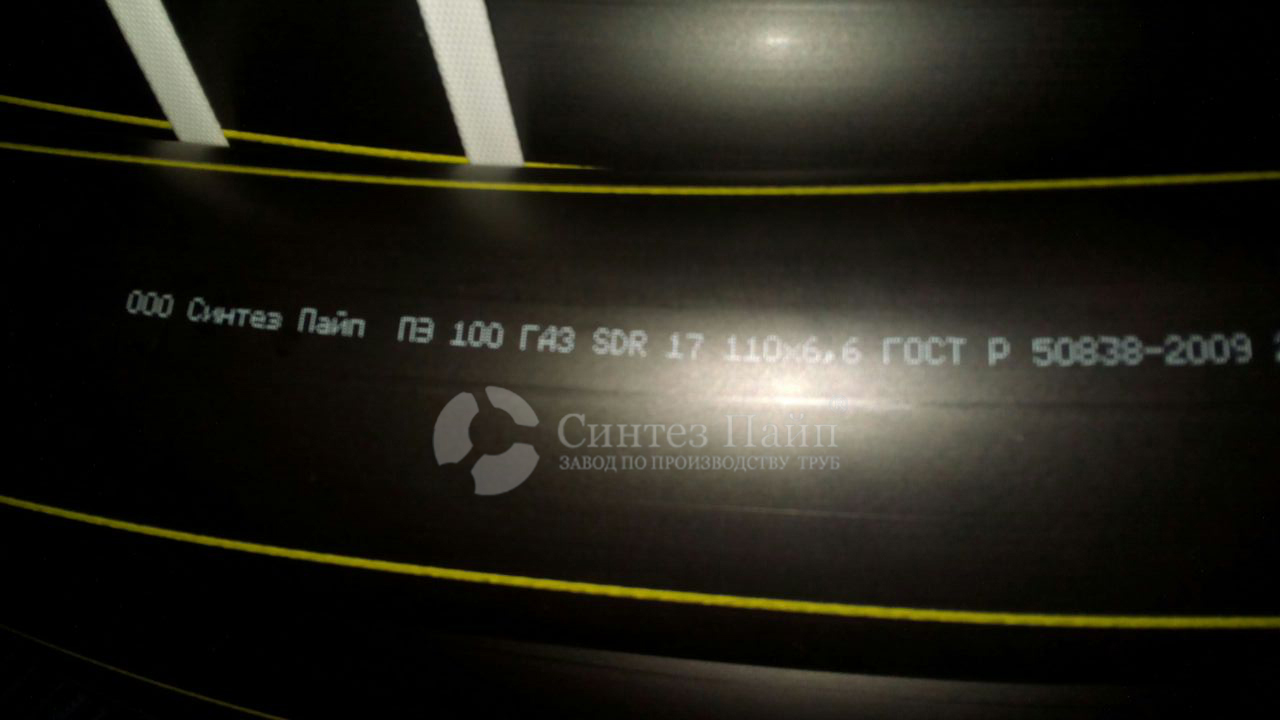 ООО Синтез Пайп ПЭ 100 ГАЗ SDR 17 110x6,6 ГОСТ Р 50838-2009
Синтез Пайп
ЗАВОД ПО ПРОИЗВОДСТВУ ТРУБ